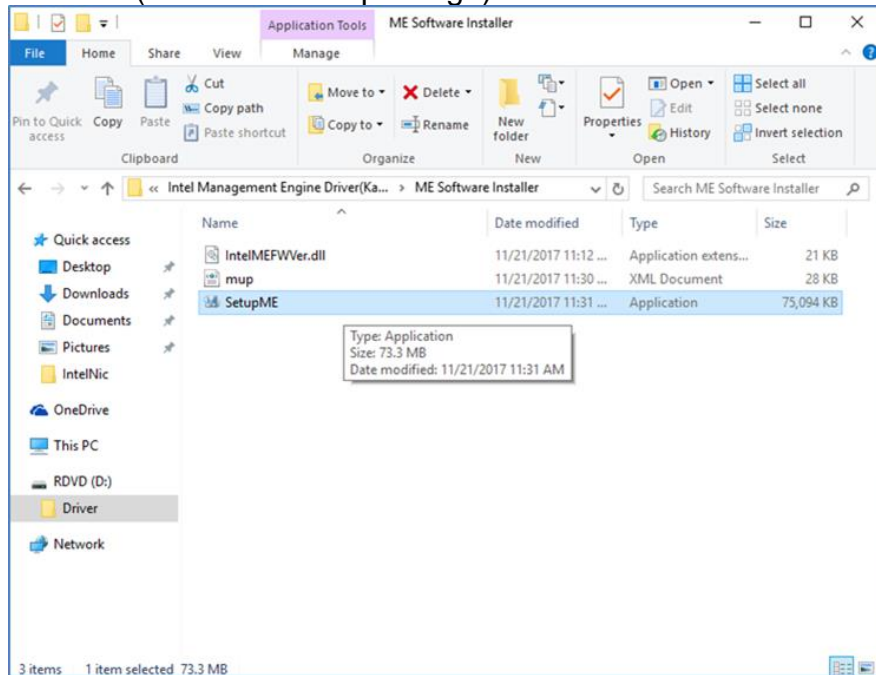 Application Tools ME Software Installer
File Home Share View Manage
Pin to Quick access
Copy
Paste
Cut
Copy path
Paste shortcut
Move to
Copy to
Delete
Rename
New folder
Properties
Open
Edit
History
Select all
Select none
Invert selection
Clipboard Organize New Open Select
« Intel Management Engine Driver(Ka... > ME Software Installer
Search ME Software Installer
Name Date modified Type Size
IntelMEFWVer.dll 11/21/2017 11:12 ... Application extens... 21 KB
mup 11/21/2017 11:30 ... XML Document 28 KB
SetupME 11/21/2017 11:31 ... Application 75,094 KB
Type: Application
Size: 73.3 MB
Date modified: 11/21/2017 11:31 AM
Quick access
Desktop
Downloads
Documents
Pictures
IntelNic
OneDrive
This PC
RDVD (D:)
Driver
Network
3 items 1 item selected 73.3 MB